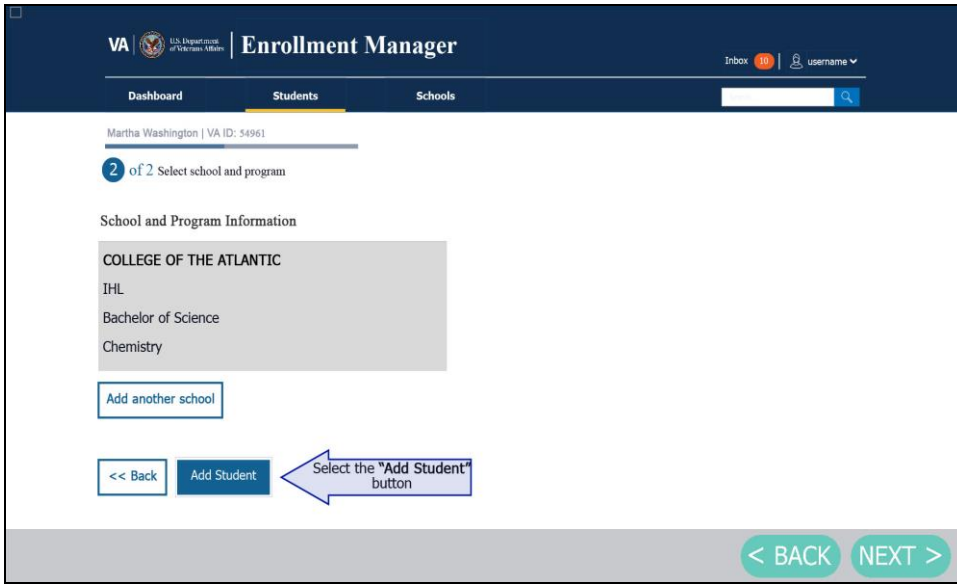 VA | U.S. Department of Veterans Affairs | Enrollment Manager
Inbox 10 | username
Dashboard Students Schools
Martha Washington | VA ID: 54961
2 of 2 Select school and program
School and Program Information
COLLEGE OF THE ATLANTIC
IHL
Bachelor of Science
Chemistry
Add another school
<< Back Add Student
Select the "Add Student"
button
< BACK NEXT >